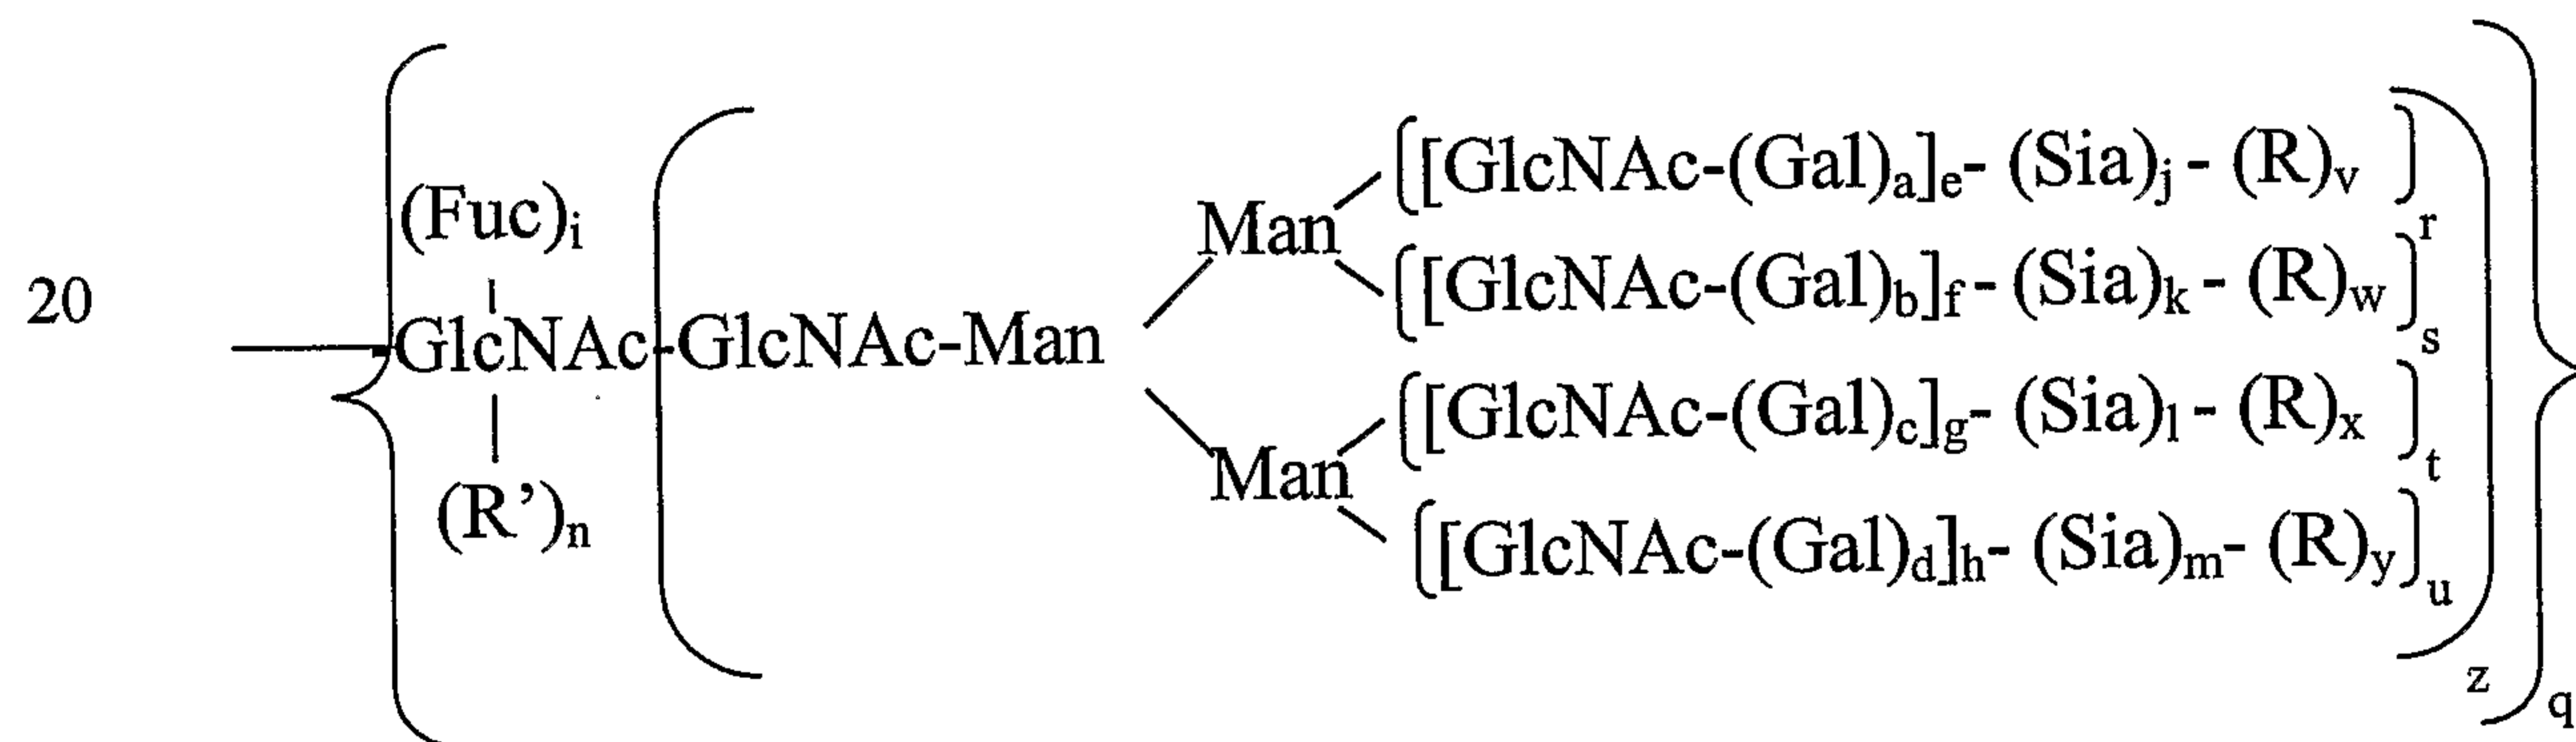 [GlcNAc-(Gal)a]e- (Sia)j - (R)v r
(Fuc)i
Man
[GlcNAc-(Gal)b]f - (Sia)k - (R)w s
20
GlcNAc-GlcNAc-Man
[GlcNAc-(Gal)c]g- (Sia)l - (R)x t
Man
(R’)n
[GlcNAc-(Gal)d]h- (Sia)m- (R)y u
z
q